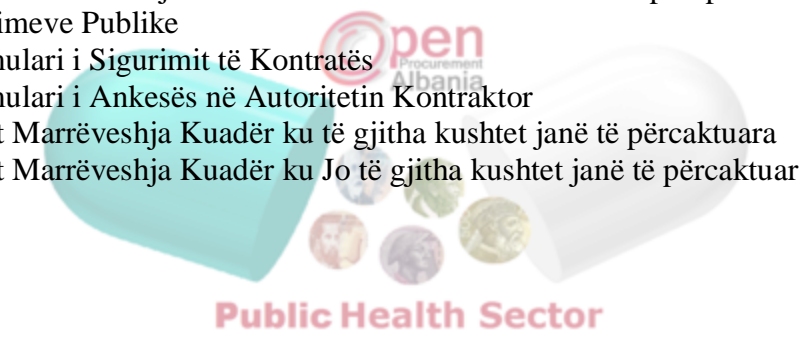 imeve Publike
ulari i Sigurimit të Kontratës
ulari i Ankesës në Autoritetin Kontraktor
t Marrëveshja Kuadër ku të gjitha kushtet janë të përcaktuara
t Marrëveshja Kuadër ku Jo të gjitha kushtet janë të përcaktuar
Open
Procurement
Albania
Public Health Sector